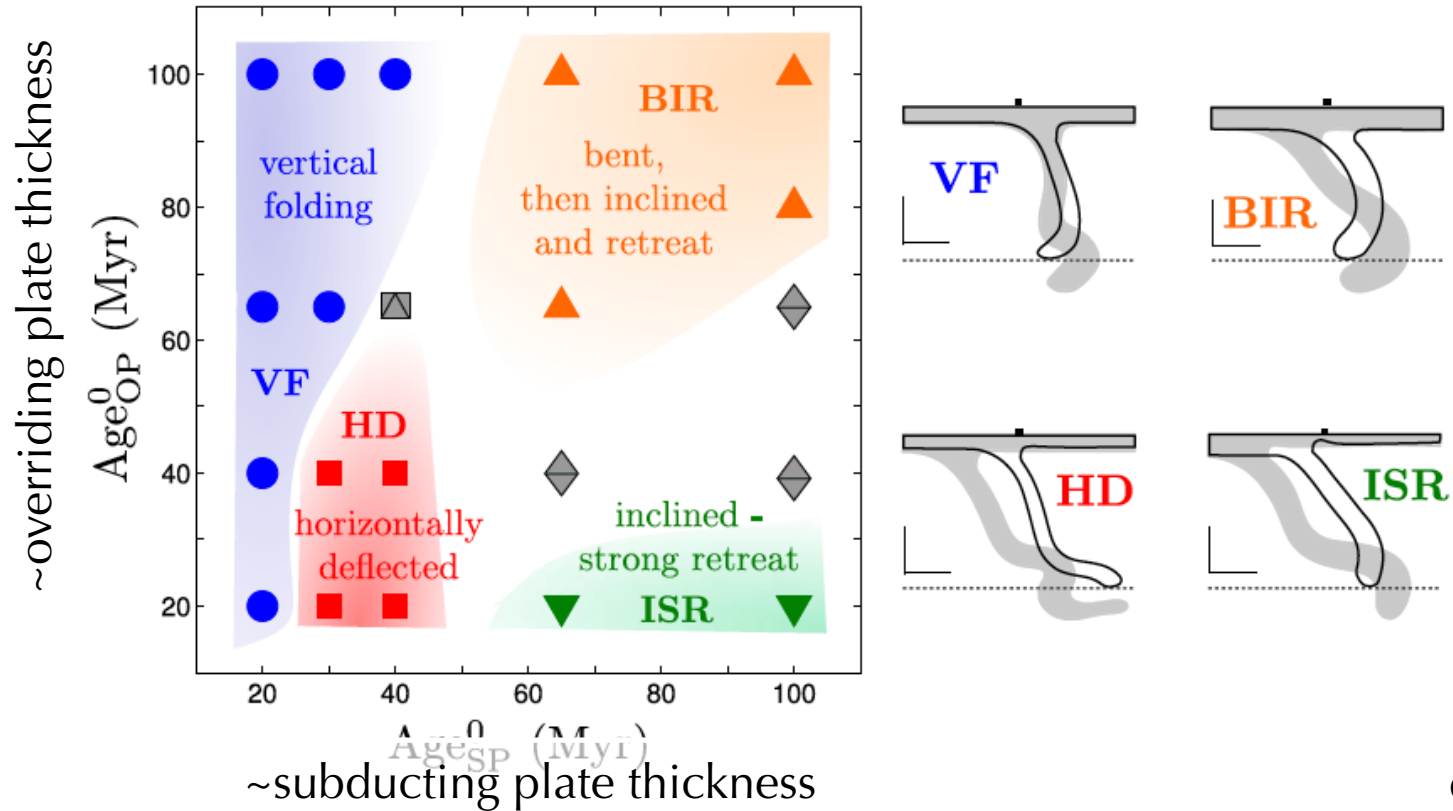 ~overriding plate thickness
Age⁰_OP (Myr)
100
80
60
40
20
vertical
folding
VF
BIR
bent,
then inclined
and retreat
HD
horizontally
deflected
inclined -
strong retreat
ISR
20
40
60
80
100
Age⁰_SP (Myr)
~subducting plate thickness
VF
BIR
HD
ISR